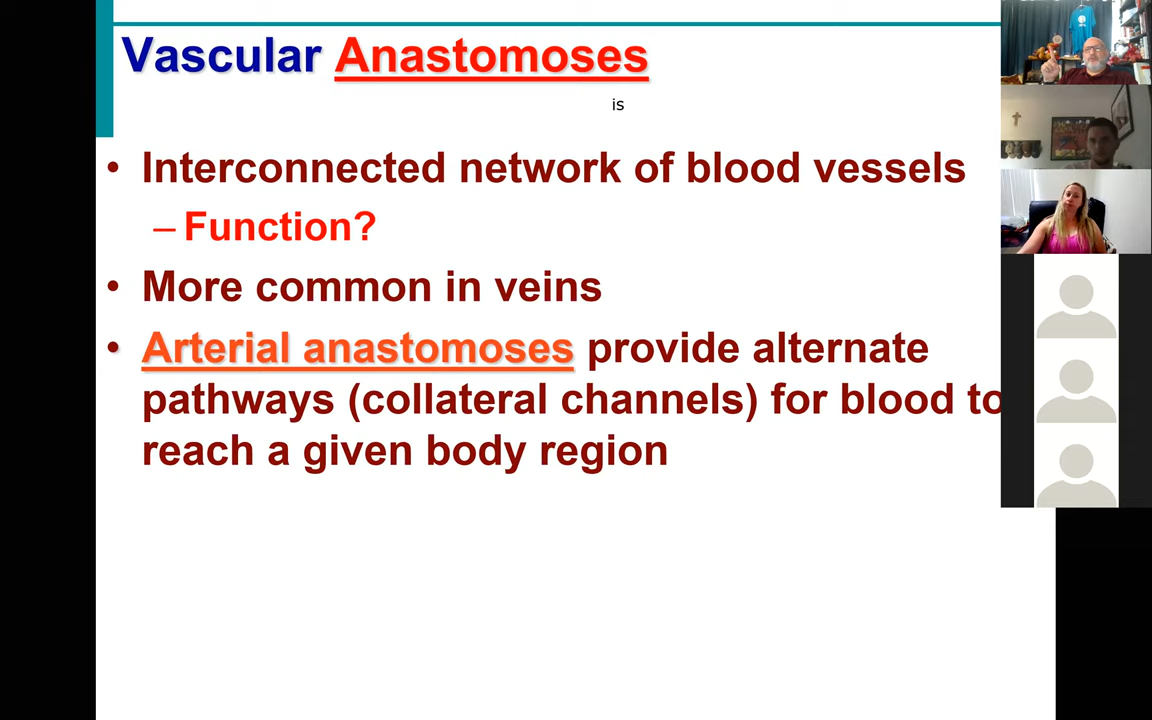 Vascular Anastomoses
is
• Interconnected network of blood vessels
– Function?
• More common in veins
• Arterial anastomoses provide alternate
pathways (collateral channels) for blood to
reach a given body region